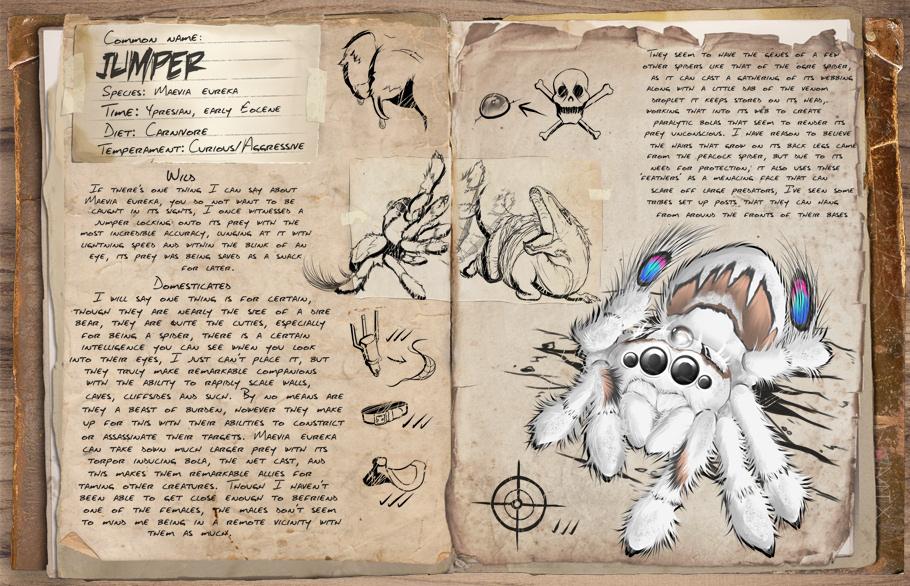 Common name:
JUMPER
Species: Maevia eureka
Time: Ypresian, early Eocene
Diet: Carnivore
Temperament: Curious/Aggressive
Wild
If there's one thing I can say about
Maevia eureka, you do not want to be
caught in its sights, I once witnessed a
jumper locking onto its prey with the
most incredible accuracy, lunging at it with
lightning speed and within the blink of an
eye, its prey was being saved as a snack
for later.
Domesticated
I will say one thing is for certain,
though they are nearly the size of a dire
bear, they are quite the cuties, especially
for being a spider, there is a certain
intelligence you can see when you look
into their eyes, I just can't place it, but
they truly make remarkable companions
with the ability to rapidly scale walls,
caves, cliffsides and such. By no means are
they a beast of burden, however they make
up for this with their abilities to constrict
or assassinate their targets. Maevia eureka
can take down much larger prey with its
torpor inducing bola, the net cast, and
this makes them remarkable allies for
taming other creatures. Though I haven't
been able to get close enough to befriend
one of the females, the males don't seem
to mind me being in a remote vicinity with
them as much.
They seem to have the genes of a few
other spiders like that of the ogre spider,
as it can cast a gathering of its webbing
along with a little dab of the venom
droplet it keeps stored on its head,
working that into its web to create
paralytic bolas that seem to render its
prey unconscious. I have reason to believe
the hairs that grow on its back legs came
from the peacock spider, but due to its
need for protection, it also uses these
'feathers' as a menacing face that can
scare off large predators, I've seen some
tribes set up posts that they can hang
from around the fronts of their bases